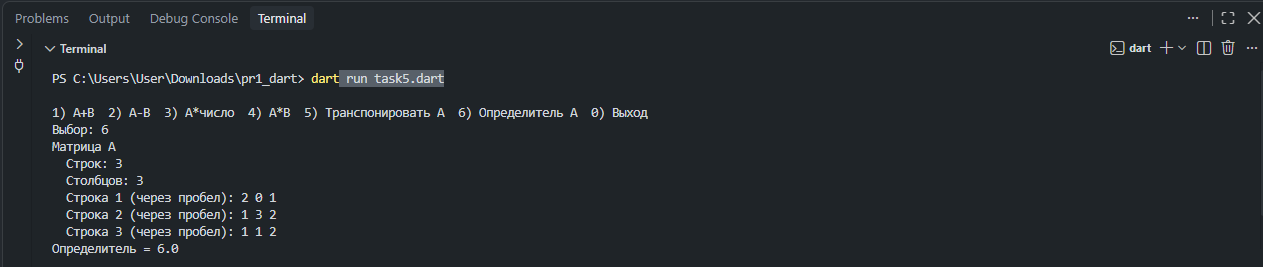 Problems Output Debug Console Terminal
Terminal
dart
PS C:\Users\User\Downloads\pr1_dart> dart run task5.dart
1) A+B 2) A-B 3) A*число 4) A*B 5) Транспонировать A 6) Определитель A 0) Выход
Выбор: 6
Матрица A
Строк: 3
Столбцов: 3
Строка 1 (через пробел): 2 0 1
Строка 2 (через пробел): 1 3 2
Строка 3 (через пробел): 1 1 2
Определитель = 6.0